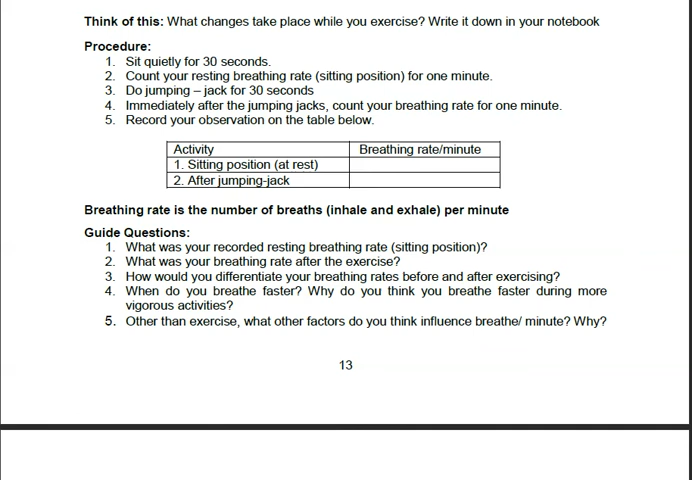 Think of this: What changes take place while you exercise? Write it down in your notebook
Procedure:
1. Sit quietly for 30 seconds.
2. Count your resting breathing rate (sitting position) for one minute.
3. Do jumping – jack for 30 seconds
4. Immediately after the jumping jacks, count your breathing rate for one minute.
5. Record your observation on the table below.
Activity Breathing rate/minute
1. Sitting position (at rest)
2. After jumping-jack
Breathing rate is the number of breaths (inhale and exhale) per minute
Guide Questions:
1. What was your recorded resting breathing rate (sitting position)?
2. What was your breathing rate after the exercise?
3. How would you differentiate your breathing rates before and after exercising?
4. When do you breathe faster? Why do you think you breathe faster during more
vigorous activities?
5. Other than exercise, what other factors do you think influence breathe/ minute? Why?
13